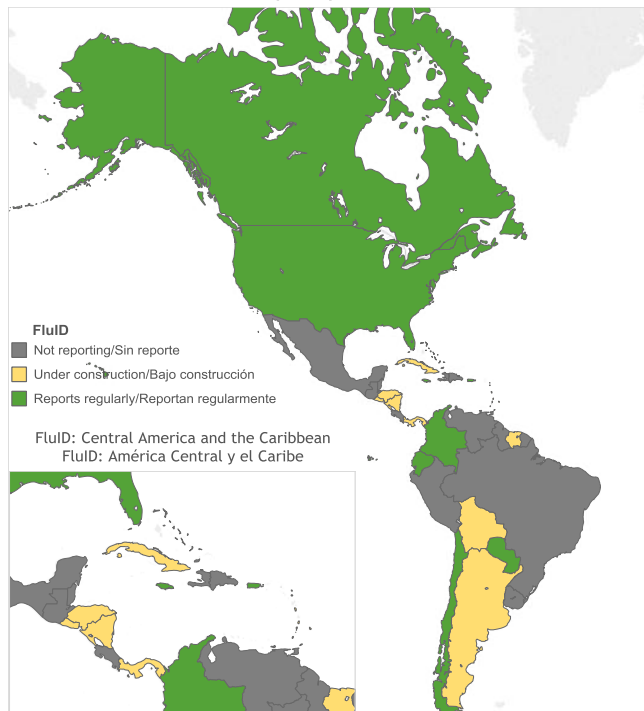 FluID
Not reporting/Sin reporte
Under construction/Bajo construcción
Reports regularly/Reportan regularmente
FluID: Central America and the Caribbean
FluID: América Central y el Caribe